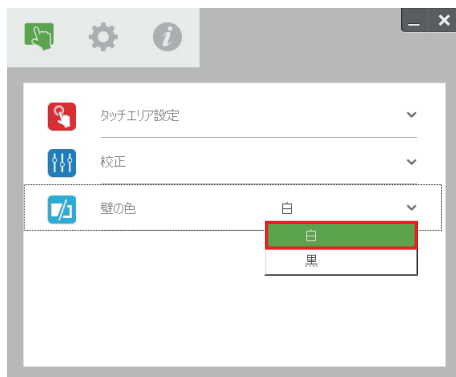 タッチエリア設定
校正
壁の色 白
白
黒